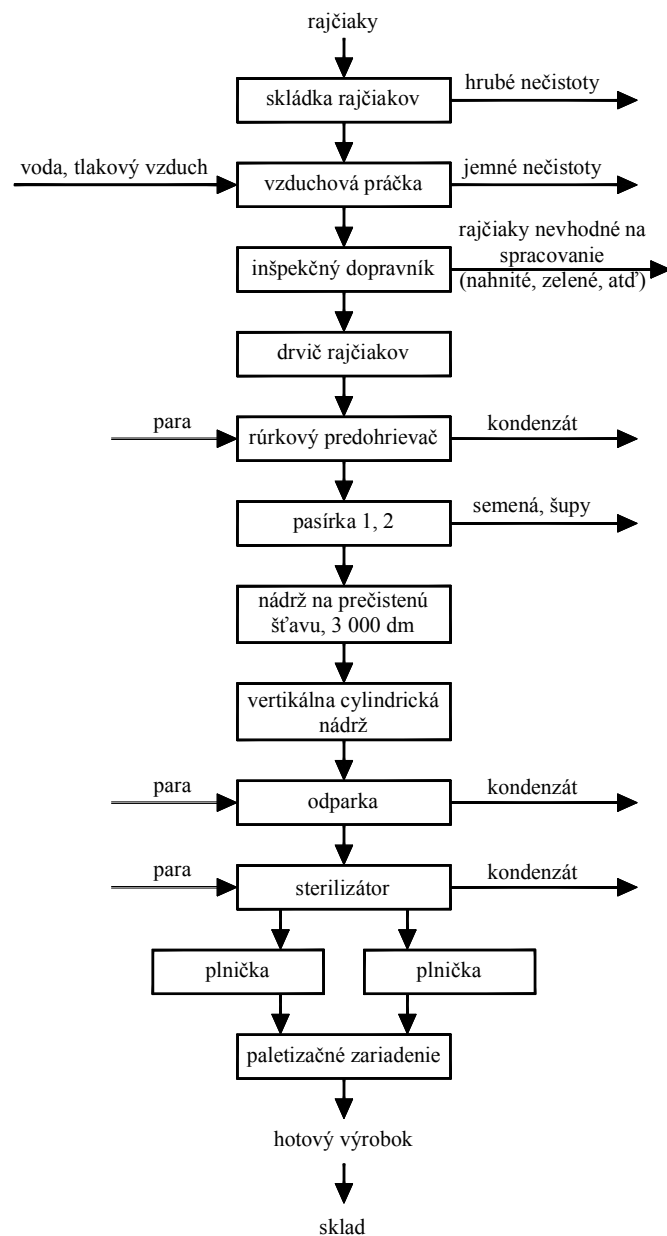 rajčiaky
skládka rajčiakov
hrubé nečistoty
voda, tlakový vzduch
vzduchová práčka
jemné nečistoty
inšpekčný dopravník
rajčiaky nevhodné na
spracovanie
(nahnité, zelené, atď)
drvič rajčiakov
para
rúrkový predohrievač
kondenzát
pasírka 1, 2
semená, šupy
nádrž na prečistenú
šťavu, 3 000 dm
vertikálna cylindrická
nádrž
para
odparka
kondenzát
para
sterilizátor
kondenzát
plnička
plnička
paletizačné zariadenie
hotový výrobok
sklad